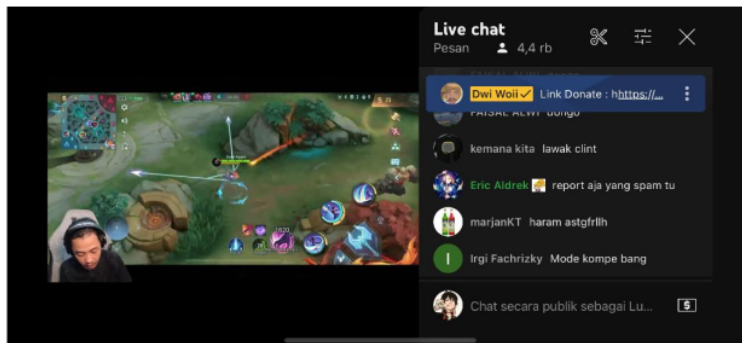 Live chat
Pesan 4,4 rb
Dwi Woii Link Donate : hhttps://...
FAISAL ALWI dongo
kemana kita lawak clint
Eric Aldrek report aja yang spam tu
marjanKT haram astgfrllh
I Irgi Fachrizky Mode kompe bang
Chat secara publik sebagai Lu... $
1620